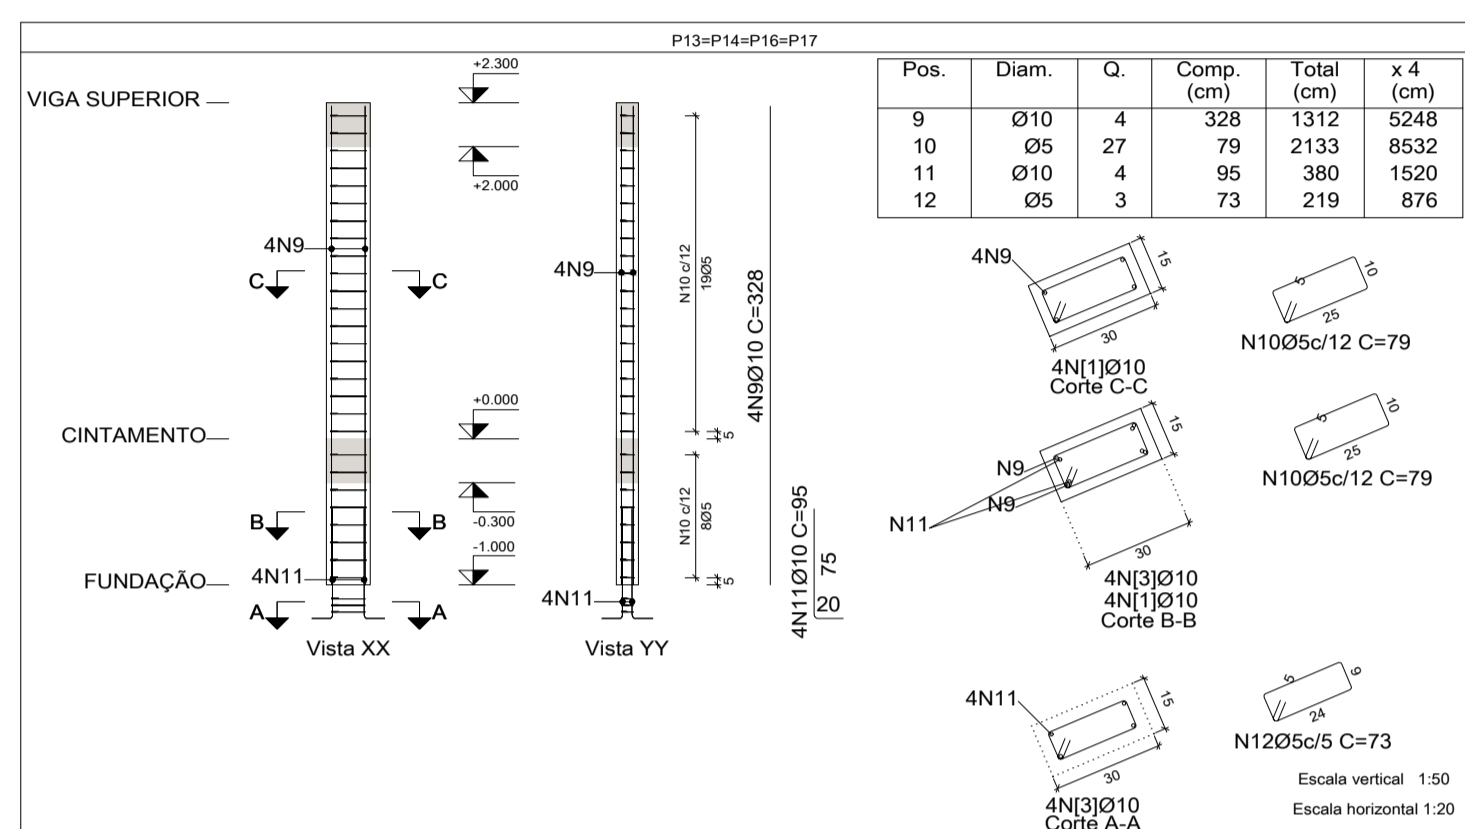 P13=P14=P16=P17
VIGA SUPERIOR
+2.300
+2.000
4N9
C
C
CINTAMENTO
+0.000
-0.300
B
B
-1.000
FUNDAÇÃO
4N11
A
A
Vista XX
4N9
4N11
Vista YY
N10 c/12
19Ø5
5
N10 c/12
8Ø5
5
4N9Ø10 C=328
4N11Ø10 C=95
75
20
Pos. Diam. Q. Comp. (cm) Total (cm) x 4 (cm)
9 Ø10 4 328 1312 5248
10 Ø5 27 79 2133 8532
11 Ø10 4 95 380 1520
12 Ø5 3 73 219 876
4N9
15
30
4N[1]Ø10
Corte C-C
5
10
25
N10Ø5c/12 C=79
N9
N9
N11
15
30
4N[3]Ø10
4N[1]Ø10
Corte B-B
5
10
25
N10Ø5c/12 C=79
4N11
15
30
4N[3]Ø10
Corte A-A
5
9
24
N12Ø5c/5 C=73
Escala vertical 1:50
Escala horizontal 1:20